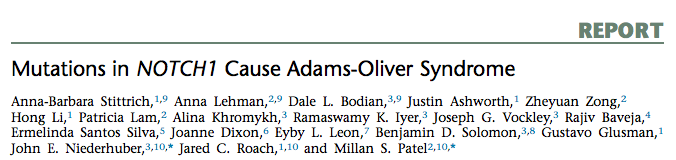 REPORT
Mutations in NOTCH1 Cause Adams-Oliver Syndrome
Anna-Barbara Stittrich,1,9 Anna Lehman,2,9 Dale L. Bodian,3,9 Justin Ashworth,1 Zheyuan Zong,2
Hong Li,1 Patricia Lam,2 Alina Khromykh,3 Ramaswamy K. Iyer,3 Joseph G. Vockley,3 Rajiv Baveja,4
Ermelinda Santos Silva,5 Joanne Dixon,6 Eyby L. Leon,7 Benjamin D. Solomon,3,8 Gustavo Glusman,1
John E. Niederhuber,3,10,* Jared C. Roach,1,10 and Millan S. Patel2,10,*